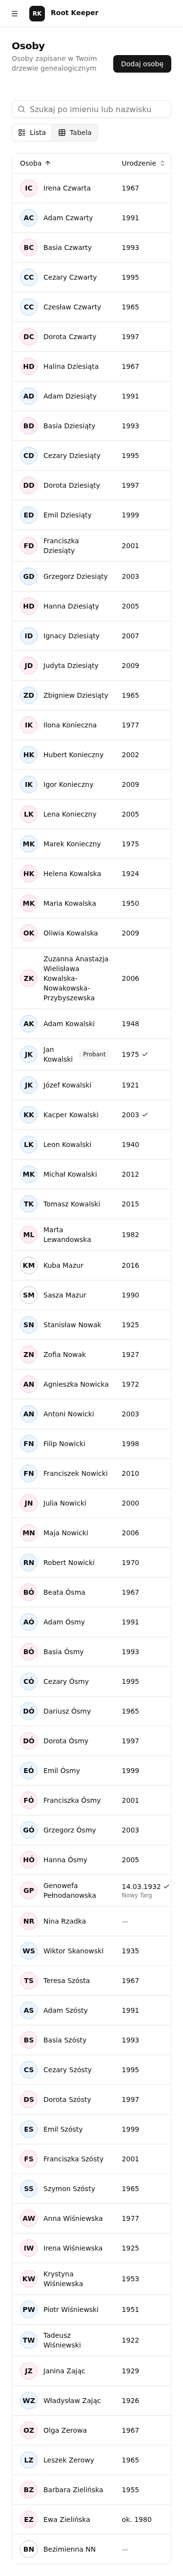 RK Root Keeper
Osoby
Osoby zapisane w Twoim
drzewie genealogicznym
Dodaj osobę
Szukaj po imieniu lub nazwisku
Lista Tabela
Osoba Urodzenie
IC Irena Czwarta 1967
AC Adam Czwarty 1991
BC Basia Czwarty 1993
CC Cezary Czwarty 1995
CC Czesław Czwarty 1965
DC Dorota Czwarty 1997
HD Halina Dziesiąta 1967
AD Adam Dziesiąty 1991
BD Basia Dziesiąty 1993
CD Cezary Dziesiąty 1995
DD Dorota Dziesiąty 1997
ED Emil Dziesiąty 1999
FD Franciszka
Dziesiąty 2001
GD Grzegorz Dziesiąty 2003
HD Hanna Dziesiąty 2005
ID Ignacy Dziesiąty 2007
JD Judyta Dziesiąty 2009
ZD Zbigniew Dziesiąty 1965
IK Ilona Konieczna 1977
HK Hubert Konieczny 2002
IK Igor Konieczny 2009
LK Lena Konieczny 2005
MK Marek Konieczny 1975
HK Helena Kowalska 1924
MK Maria Kowalska 1950
OK Oliwia Kowalska 2009
ZK Zuzanna Anastazja
Wielisława
Kowalska-
Nowakowska-
Przybyszewska 2006
AK Adam Kowalski 1948
JK Jan
Kowalski Probant 1975
JK Józef Kowalski 1921
KK Kacper Kowalski 2003
LK Leon Kowalski 1940
MK Michał Kowalski 2012
TK Tomasz Kowalski 2015
ML Marta
Lewandowska 1982
KM Kuba Mazur 2016
SM Sasza Mazur 1990
SN Stanisław Nowak 1925
ZN Zofia Nowak 1927
AN Agnieszka Nowicka 1972
AN Antoni Nowicki 2003
FN Filip Nowicki 1998
FN Franciszek Nowicki 2010
JN Julia Nowicki 2000
MN Maja Nowicki 2006
RN Robert Nowicki 1970
BÓ Beata Ósma 1967
AÓ Adam Ósmy 1991
BÓ Basia Ósmy 1993
CÓ Cezary Ósmy 1995
DÓ Dariusz Ósmy 1965
DÓ Dorota Ósmy 1997
EÓ Emil Ósmy 1999
FÓ Franciszka Ósmy 2001
GÓ Grzegorz Ósmy 2003
HÓ Hanna Ósmy 2005
GP Genowefa
Pełnodanowska 14.03.1932
Nowy Targ
NR Nina Rzadka —
WS Wiktor Skanowski 1935
TS Teresa Szósta 1967
AS Adam Szósty 1991
BS Basia Szósty 1993
CS Cezary Szósty 1995
DS Dorota Szósty 1997
ES Emil Szósty 1999
FS Franciszka Szósty 2001
SS Szymon Szósty 1965
AW Anna Wiśniewska 1977
IW Irena Wiśniewska 1925
KW Krystyna
Wiśniewska 1953
PW Piotr Wiśniewski 1951
TW Tadeusz
Wiśniewski 1922
JZ Janina Zając 1929
WZ Władysław Zając 1926
OZ Olga Zerowa 1967
LZ Leszek Zerowy 1965
BZ Barbara Zielińska 1955
EZ Ewa Zielińska ok. 1980
BN Bezimienna NN —